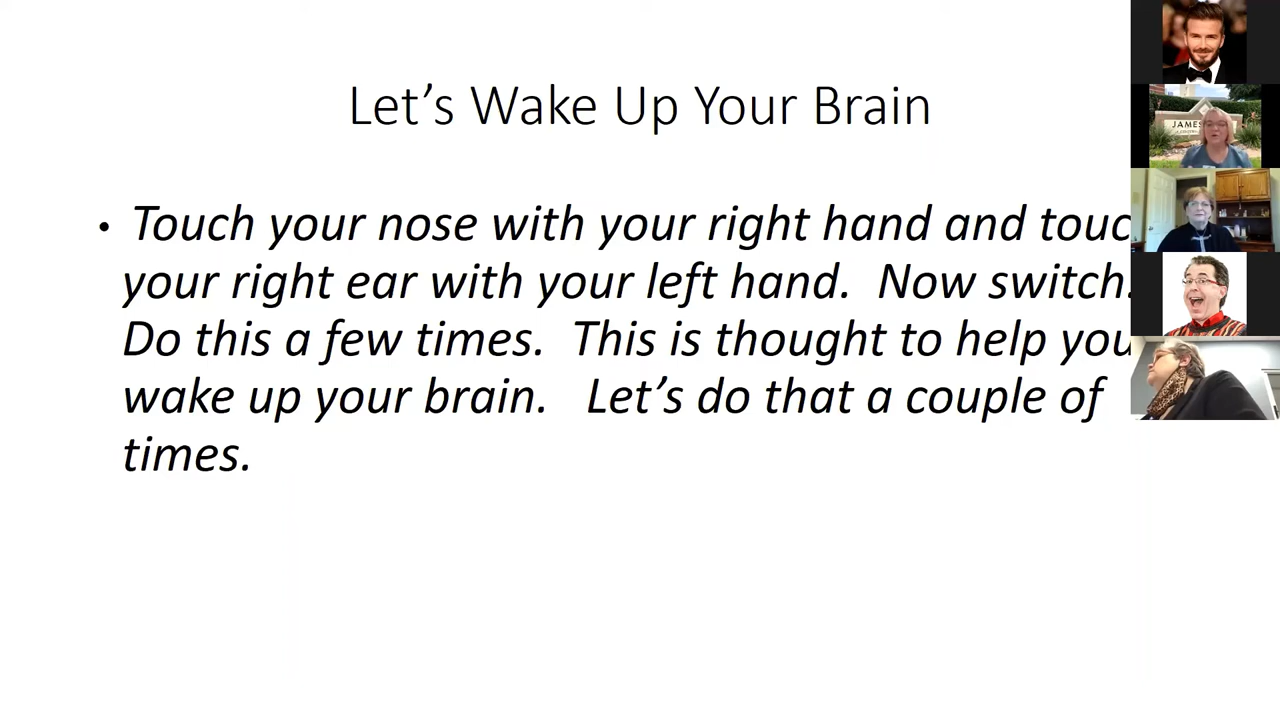 Let's Wake Up Your Brain
• Touch your nose with your right hand and touc
your right ear with your left hand.  Now switch.
Do this a few times.  This is thought to help you
wake up your brain.   Let's do that a couple of
times.
JAMES